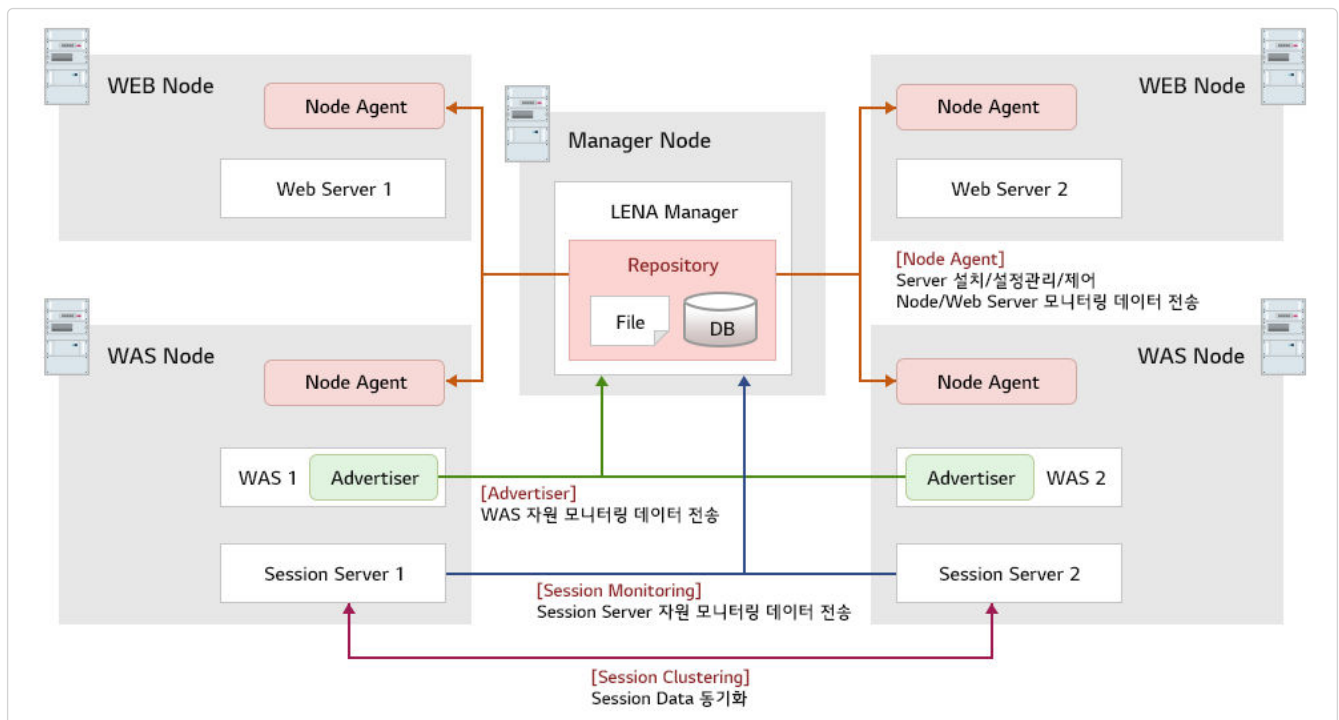 WEB Node
Node Agent
Web Server 1
Manager Node
LENA Manager
Repository
File
DB
WEB Node
Node Agent
Web Server 2
[Node Agent]
Server 설치/설정관리/제어
Node/Web Server 모니터링 데이터 전송
WAS Node
Node Agent
WAS 1
Advertiser
Session Server 1
[Advertiser]
WAS 자원 모니터링 데이터 전송
[Session Monitoring]
Session Server 자원 모니터링 데이터 전송
WAS Node
Node Agent
Advertiser
WAS 2
Session Server 2
[Session Clustering]
Session Data 동기화